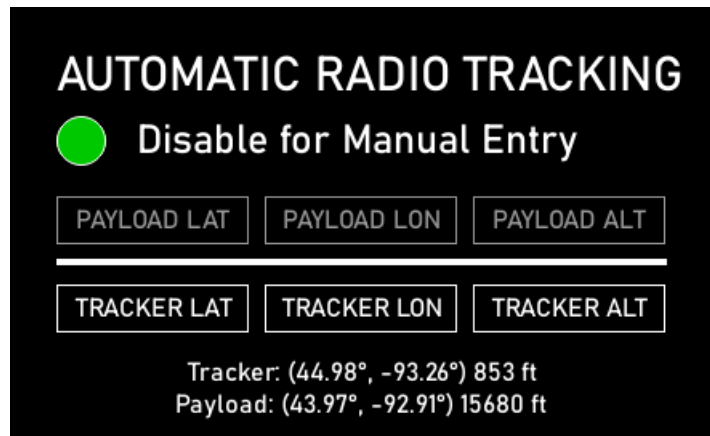 AUTOMATIC RADIO TRACKING
Disable for Manual Entry
PAYLOAD LAT PAYLOAD LON PAYLOAD ALT
TRACKER LAT TRACKER LON TRACKER ALT
Tracker: (44.98°, -93.26°) 853 ft
Payload: (43.97°, -92.91°) 15680 ft